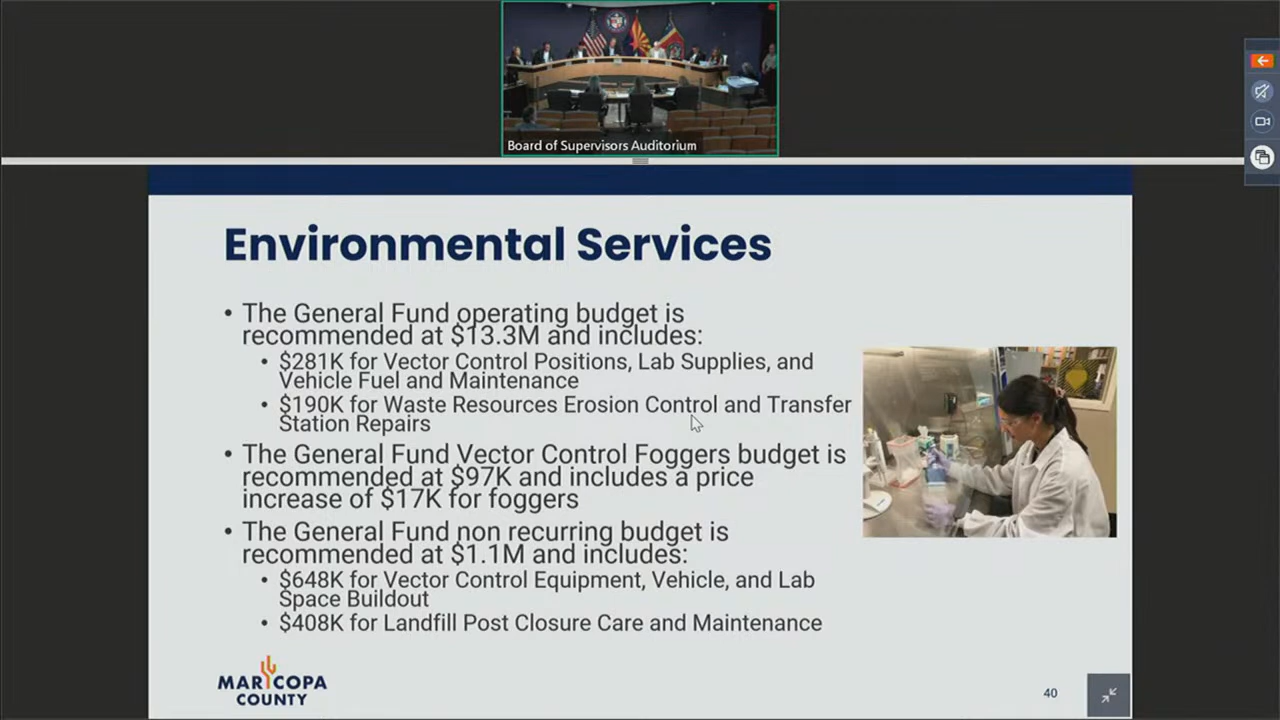 Board of Supervisors Auditorium
Environmental Services
• The General Fund operating budget is
recommended at $13.3M and includes:
• $281K for Vector Control Positions, Lab Supplies, and
Vehicle Fuel and Maintenance
• $190K for Waste Resources Erosion Control and Transfer
Station Repairs
• The General Fund Vector Control Foggers budget is
recommended at $97K and includes a price
increase of $17K for foggers
• The General Fund non recurring budget is
recommended at $1.1M and includes:
• $648K for Vector Control Equipment, Vehicle, and Lab
Space Buildout
• $408K for Landfill Post Closure Care and Maintenance
MARICOPA
COUNTY
40